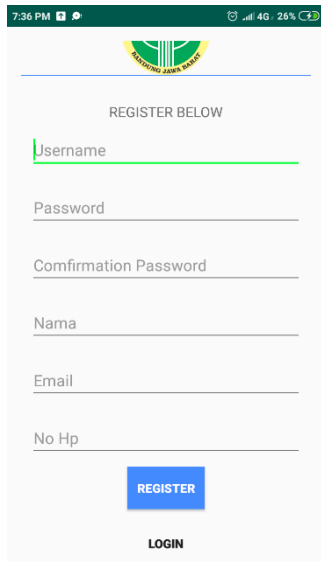 7:36 PM 4G 26%
BANDUNG JAWA BARAT
REGISTER BELOW
Username
Password
Comfirmation Password
Nama
Email
No Hp
REGISTER
LOGIN